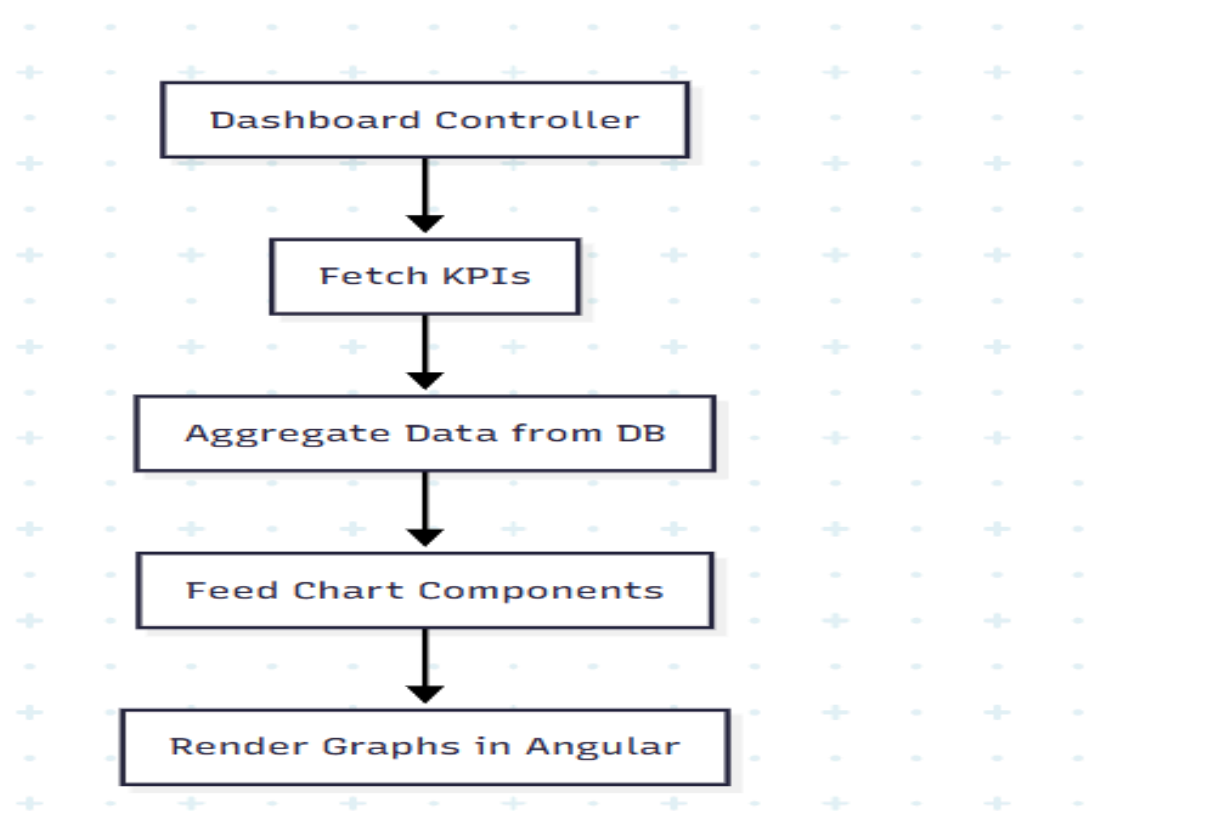 Dashboard Controller
Fetch KPIs
Aggregate Data from DB
Feed Chart Components
Render Graphs in Angular